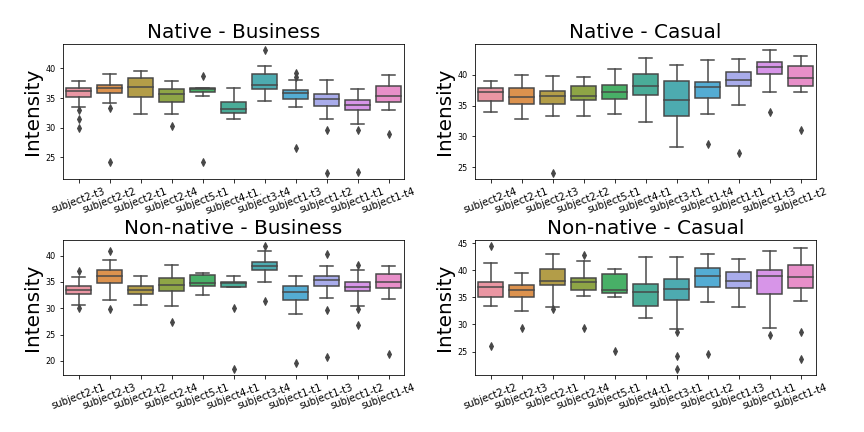 Native - Business
Intensity
40
35
30
25
subject2-t3 subject2-t2 subject2-t1 subject2-t4 subject5-t1 subject4-t1. subject3-t4 subject1-t3 subject1-t2 subject1-t1 subject1-t4
Native - Casual
Intensity
40
35
30
25
subject2-t4 subject2-t1 subject2-t3 subject2-t2 subject5-t1 subject4-t1 subject3-t1 subject1-t4 subject1-t1 subject1-t3 subject1-t2
Non-native - Business
Intensity
40
35
30
25
20
subject2-t1 subject2-t3 subject2-t2 subject2-t4 subject5-t1 subject4-t1 subject3-t4 subject1-t1 subject1-t3 subject1-t2 subject1-t4
Non-native - Casual
Intensity
45
40
35
30
25
subject2-t2 subject2-t3 subject2-t1 subject2-t4 subject5-t1 subject4-t1 subject3-t1 subject1-t2 subject1-t3 subject1-t1 subject1-t4